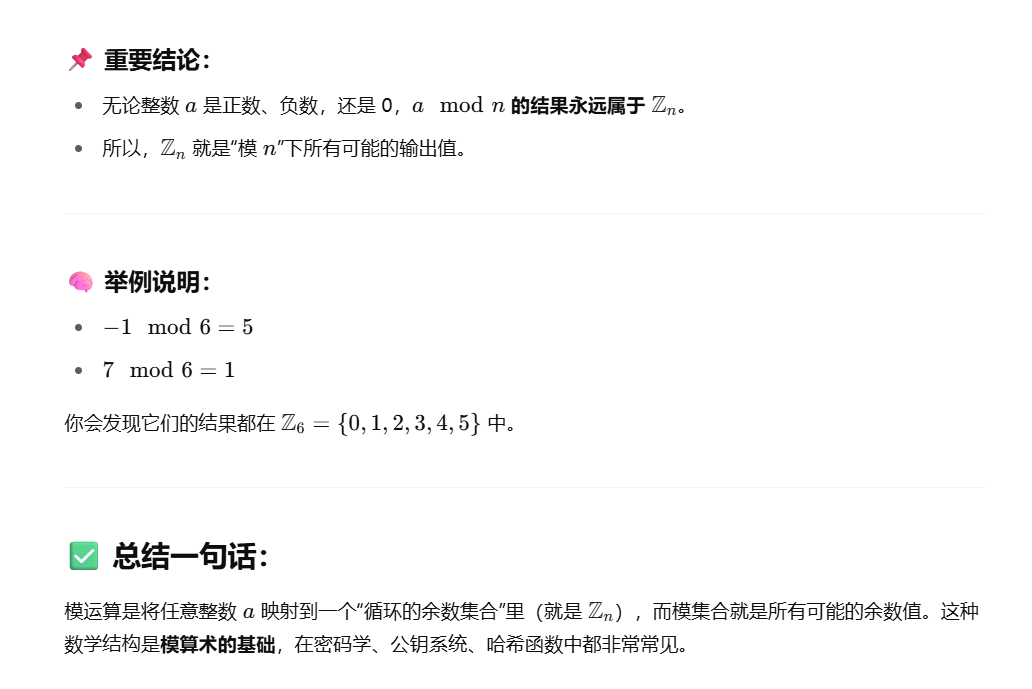 📌 重要结论：
• 无论整数 a 是正数、负数，还是 0，a mod n 的结果永远属于 ℤₙ。
• 所以，ℤₙ 就是“模 n”下所有可能的输出值。
🧠 举例说明：
• −1 mod 6 = 5
• 7 mod 6 = 1
你会发现它们的结果都在 ℤ₆ = {0, 1, 2, 3, 4, 5} 中。
✅ 总结一句话：
模运算是将任意整数 a 映射到一个“循环的余数集合”里（就是 ℤₙ），而模集合就是所有可能的余数值。这种
数学结构是模算术的基础，在密码学、公钥系统、哈希函数中都非常常见。